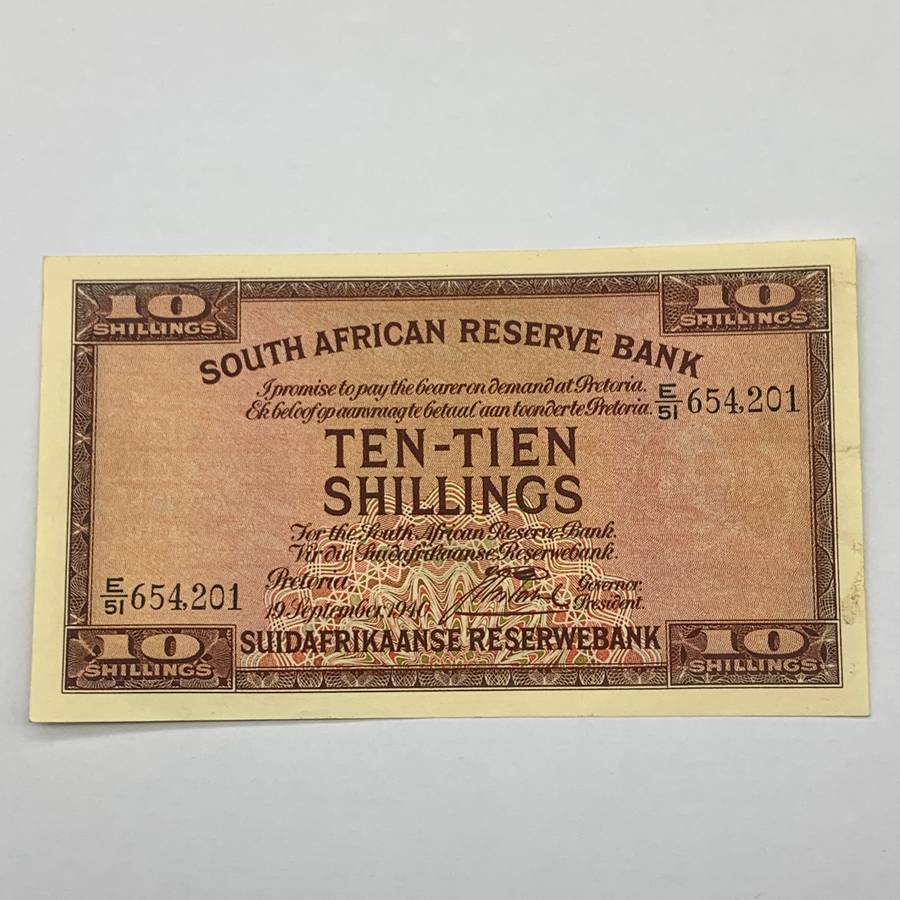 10 10
SHILLINGS SHILLINGS
SOUTH AFRICAN RESERVE BANK
I promise to pay the bearer on demand at Pretoria.
Ek beloof op aanvraag te betaal aan toonder te Pretoria.
E/51 654,201
TEN-TIEN
SHILLINGS
For the South African Reserve Bank.
Vir die Suidafrikaanse Reserwebank.
Pretoria,
19. September 1940
Governor.
President.
E/51 654,201
SUIDAFRIKAANSE RESERWEBANK
10 10
SHILLINGS SHILLINGS